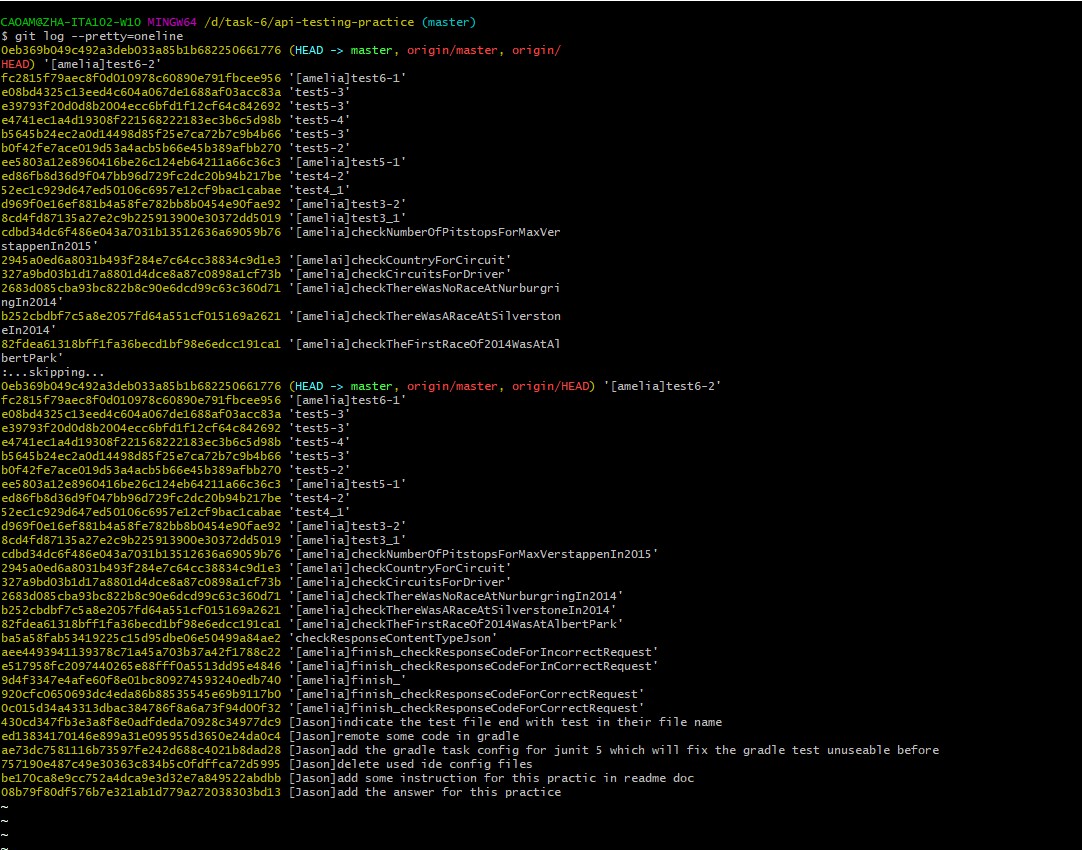 CAOAM@ZHA-ITA102-W10 MINGW64 /d/task-6/api-testing-practice (master)
$ git log --pretty=oneline
0eb369b049c492a3deb033a85b1b682250661776 (HEAD -> master, origin/master, origin/
HEAD) '[amelia]test6-2'
fc2815f79aec8f0d010978c60890e791fbcee956 '[amelia]test6-1'
e08bd4325c13eed4c604a067de1688af03acc83a 'test5-3'
e39793f20d0d8b2004ecc6bfd1f12cf64c842692 'test5-3'
e4741ec1a4d19308f221568222183ec3b6c5d98b 'test5-4'
b5645b24ec2a0d14498d85f25e7ca72b7c9b4b66 'test5-3'
b0f42fe7ace019d53a4acb5b66e45b389afbb270 'test5-2'
ee5803a12e8960416be26c124eb64211a66c36c3 '[amelia]test5-1'
ed86fb8d36d9f047bb96d729fc2dc20b94b217be 'test4-2'
52ec1c929d647ed50106c6957e12cf9bac1cabae 'test4_1'
d969f0e16ef881b4a58fe782bb8b0454e90fae92 '[amelia]test3-2'
8cd4fd87135a27e2c9b225913900e30372dd5019 '[amelia]test3_1'
cdbd34dc6f486e043a7031b13512636a69059b76 '[amelia]checkNumberOfPitstopsForMaxVer
stappenIn2015'
2945a0ed6a8031b493f284e7c64cc38834c9d1e3 '[amelai]checkCountryForCircuit'
327a9bd03b1d17a8801d4dce8a87c0898a1cf73b '[amelia]checkCircuitsForDriver'
2683d085cba93bc822b8c90e6dcd99c63c360d71 '[amelia]checkThereWasNoRaceAtNurburgri
ngIn2014'
b252cbdbf7c5a8e2057fd64a551cf015169a2621 '[amelia]checkThereWasARaceAtSilverston
eIn2014'
82fdea61318bff1fa36becd1bf98e6edcc191ca1 '[amelia]checkTheFirstRaceOf2014WasAtAl
bertPark'
:...skipping...
0eb369b049c492a3deb033a85b1b682250661776 (HEAD -> master, origin/master, origin/HEAD) '[amelia]test6-2'
fc2815f79aec8f0d010978c60890e791fbcee956 '[amelia]test6-1'
e08bd4325c13eed4c604a067de1688af03acc83a 'test5-3'
e39793f20d0d8b2004ecc6bfd1f12cf64c842692 'test5-3'
e4741ec1a4d19308f221568222183ec3b6c5d98b 'test5-4'
b5645b24ec2a0d14498d85f25e7ca72b7c9b4b66 'test5-3'
b0f42fe7ace019d53a4acb5b66e45b389afbb270 'test5-2'
ee5803a12e8960416be26c124eb64211a66c36c3 '[amelia]test5-1'
ed86fb8d36d9f047bb96d729fc2dc20b94b217be 'test4-2'
52ec1c929d647ed50106c6957e12cf9bac1cabae 'test4_1'
d969f0e16ef881b4a58fe782bb8b0454e90fae92 '[amelia]test3-2'
8cd4fd87135a27e2c9b225913900e30372dd5019 '[amelia]test3_1'
cdbd34dc6f486e043a7031b13512636a69059b76 '[amelia]checkNumberOfPitstopsForMaxVerstappenIn2015'
2945a0ed6a8031b493f284e7c64cc38834c9d1e3 '[amelai]checkCountryForCircuit'
327a9bd03b1d17a8801d4dce8a87c0898a1cf73b '[amelia]checkCircuitsForDriver'
2683d085cba93bc822b8c90e6dcd99c63c360d71 '[amelia]checkThereWasNoRaceAtNurburgringIn2014'
b252cbdbf7c5a8e2057fd64a551cf015169a2621 '[amelia]checkThereWasARaceAtSilverstoneIn2014'
82fdea61318bff1fa36becd1bf98e6edcc191ca1 '[amelia]checkTheFirstRaceOf2014WasAtAlbertPark'
ba5a58fab53419225c15d95dbe06e50499a84ae2 'checkResponseContentTypeJson'
aee4493941139378c71a45a703b37a42f1788c22 '[amelia]finish_checkResponseCodeForIncorrectRequest'
e517958fc2097440265e88fff0a5513dd95e4846 '[amelia]finish_checkResponseCodeForInCorrectRequest'
9d4f3347e4afe60f8e01bc809274593240edb740 '[amelia]finish_'
920cfc0650693dc4eda86b88535545e69b9117b0 '[amelia]finish_checkResponseCodeForCorrectRequest'
0c015d34a43313dbac384786f8a6a73f94d00f32 '[amelia]finish_checkResponseCodeForCorrectRequest'
430cd347fb3e3a8f8e0adfdeda70928c34977dc9 [Jason]indicate the test file end with test in their file name
ed13834170146e899a31e095955d3650e24da0c4 [Jason]remote some code in gradle
ae73dc7581116b73597fe242d688c4021b8dad28 [Jason]add the gradle task config for junit 5 which will fix the gradle test unuseable before
757190e487c49e30363c834b5c0fdffca72d5995 [Jason]delete used ide config files
be170ca8e9cc752a4dca9e3d32e7a849522abdbb [Jason]add some instruction for this practic in readme doc
08b79f80df576b7e321ab1d779a272038303bd13 [Jason]add the answer for this practice
~
~
~
~